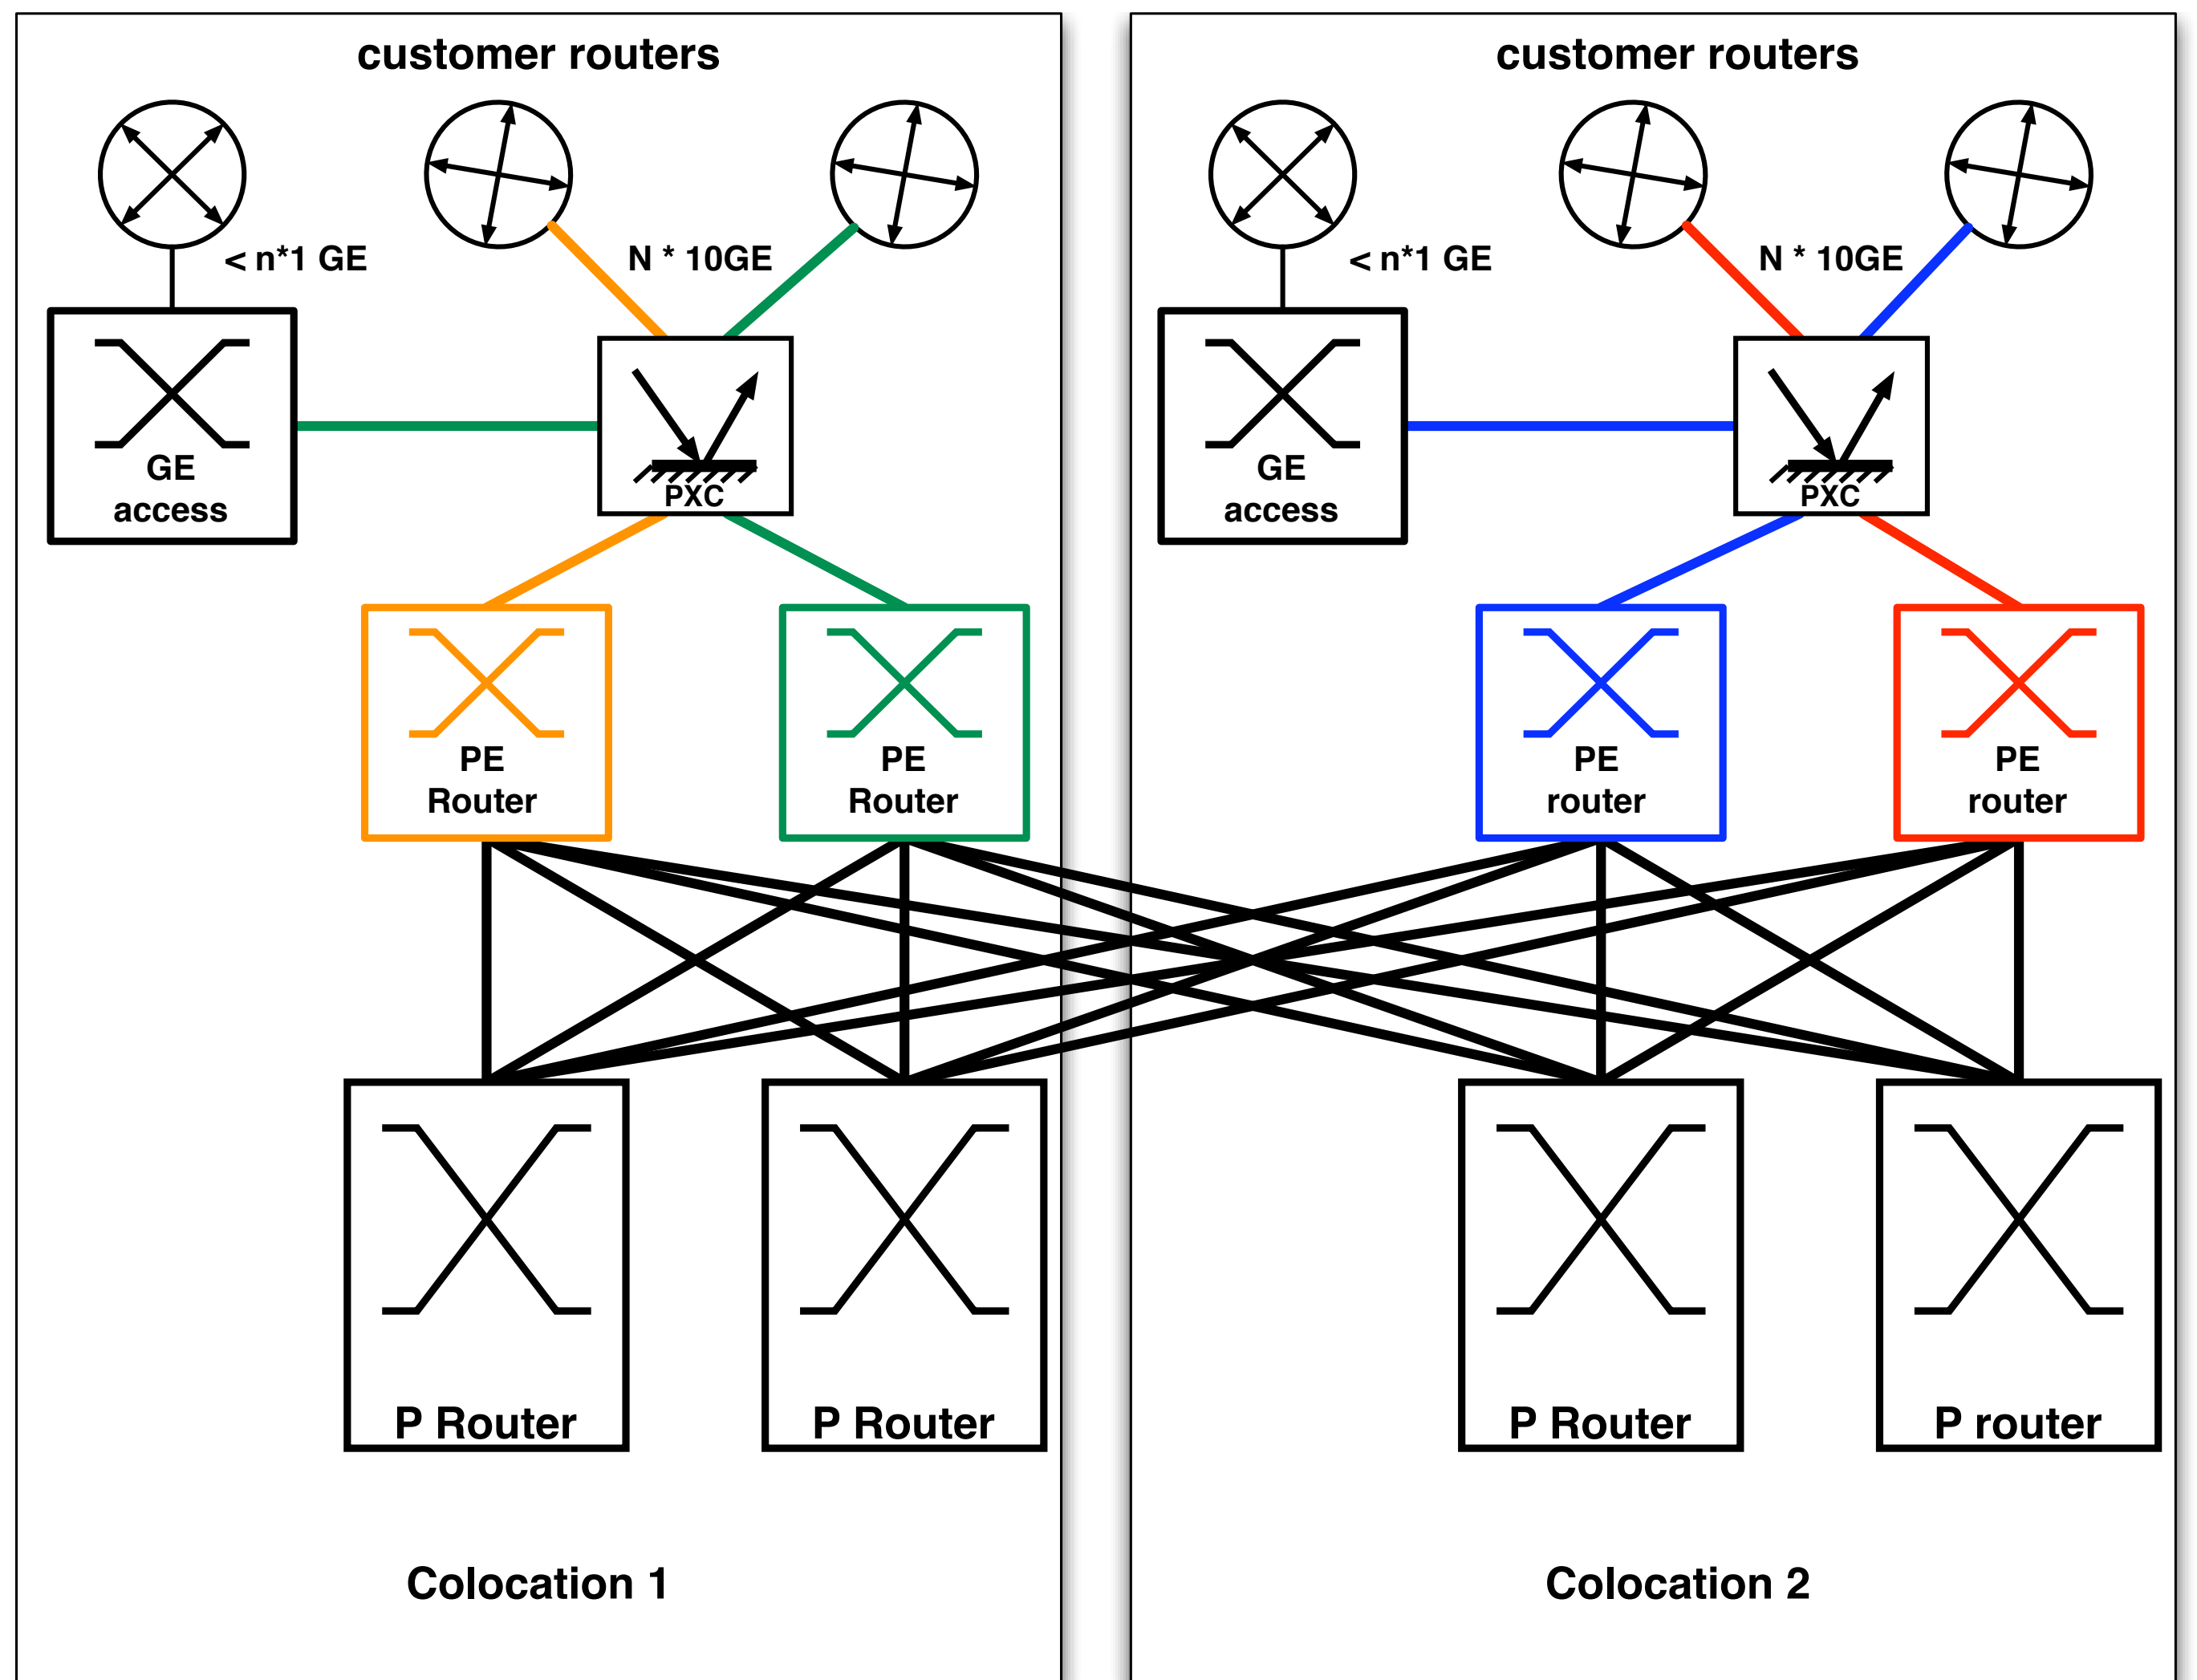 customer routers
< n*1 GE
N * 10GE
GE
access
PXC
PE
Router
PE
Router
P Router
P Router
Colocation 1
customer routers
< n*1 GE
N * 10GE
GE
access
PXC
PE
router
PE
router
P Router
P router
Colocation 2